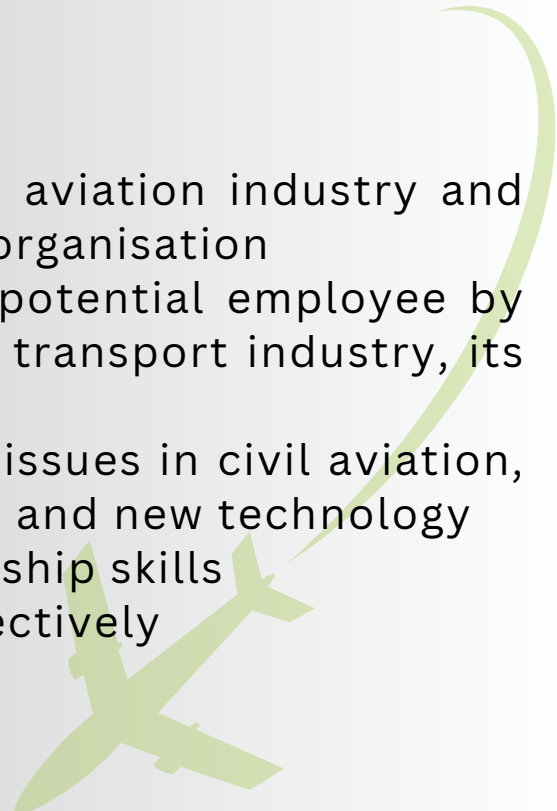 aviation industry and
organisation
potential employee by
transport industry, its
issues in civil aviation,
and new technology
ship skills
ectively